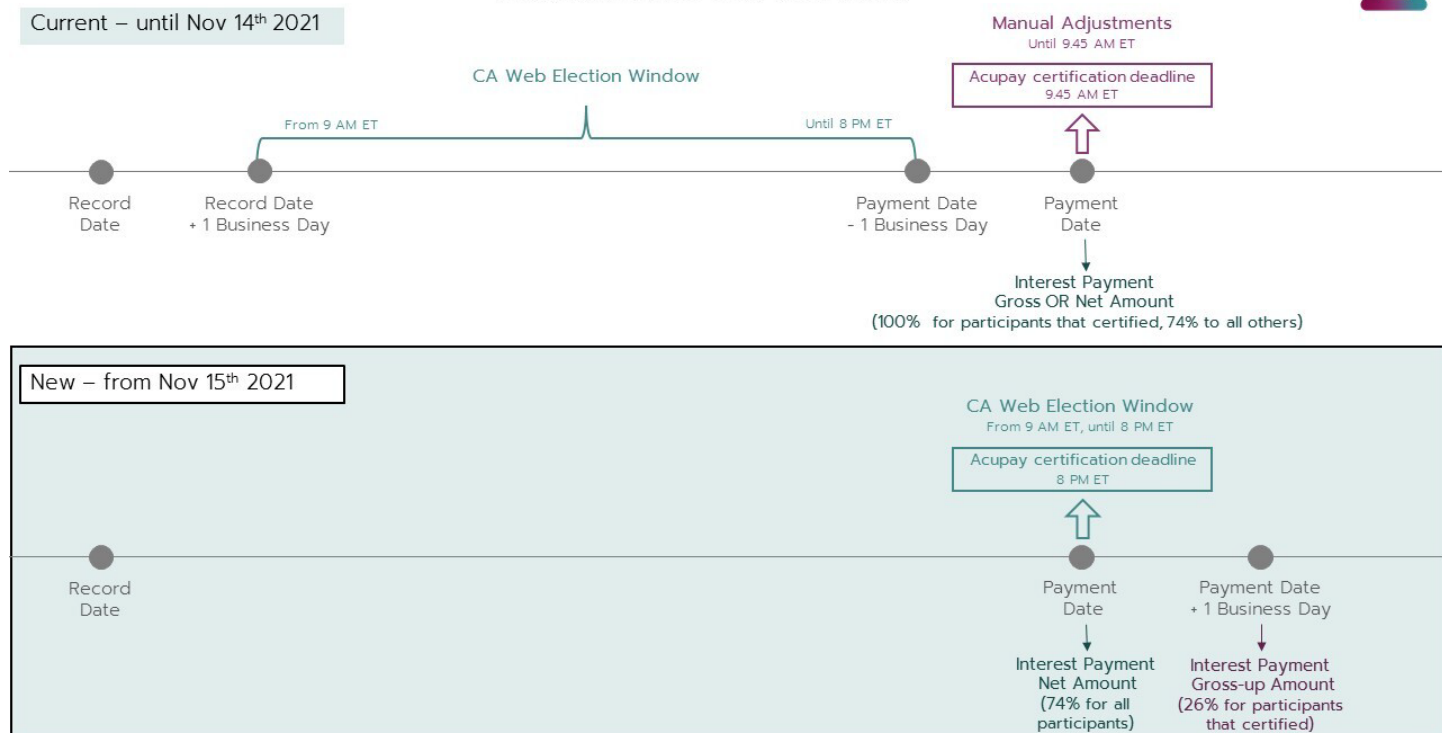 Current – until Nov 14th 2021
Manual Adjustments
Until 9.45 AM ET
CA Web Election Window
Acupay certification deadline
9.45 AM ET
From 9 AM ET
Until 8 PM ET
Record
Date
Record Date
+ 1 Business Day
Payment Date
- 1 Business Day
Payment
Date
Interest Payment
Gross OR Net Amount
(100% for participants that certified, 74% to all others)
New – from Nov 15th 2021
CA Web Election Window
From 9 AM ET, until 8 PM ET
Acupay certification deadline
8 PM ET
Record
Date
Payment
Date
Payment Date
+ 1 Business Day
Interest Payment
Net Amount
(74% for all
participants)
Interest Payment
Gross-up Amount
(26% for participants
that certified)